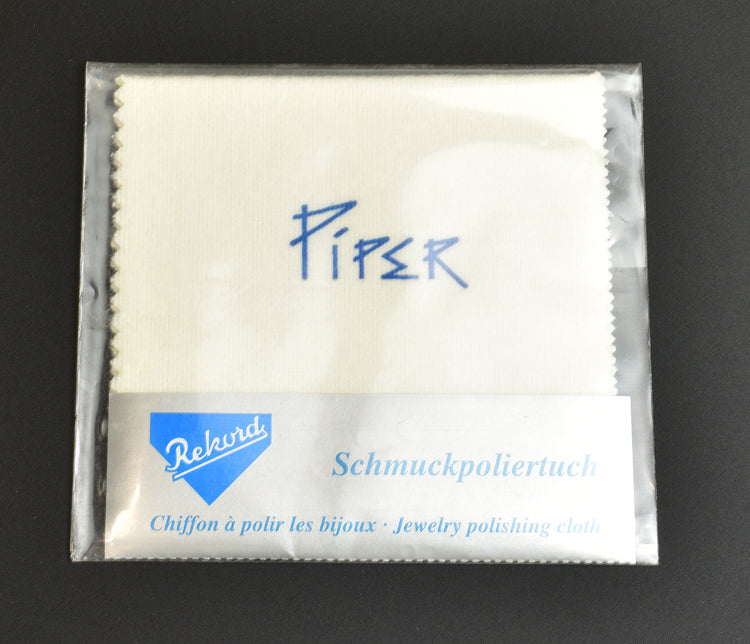 PiPER
Rekord
Schmuckpoliertuch
Chiffon à polir les bijoux · Jewelry polishing cloth